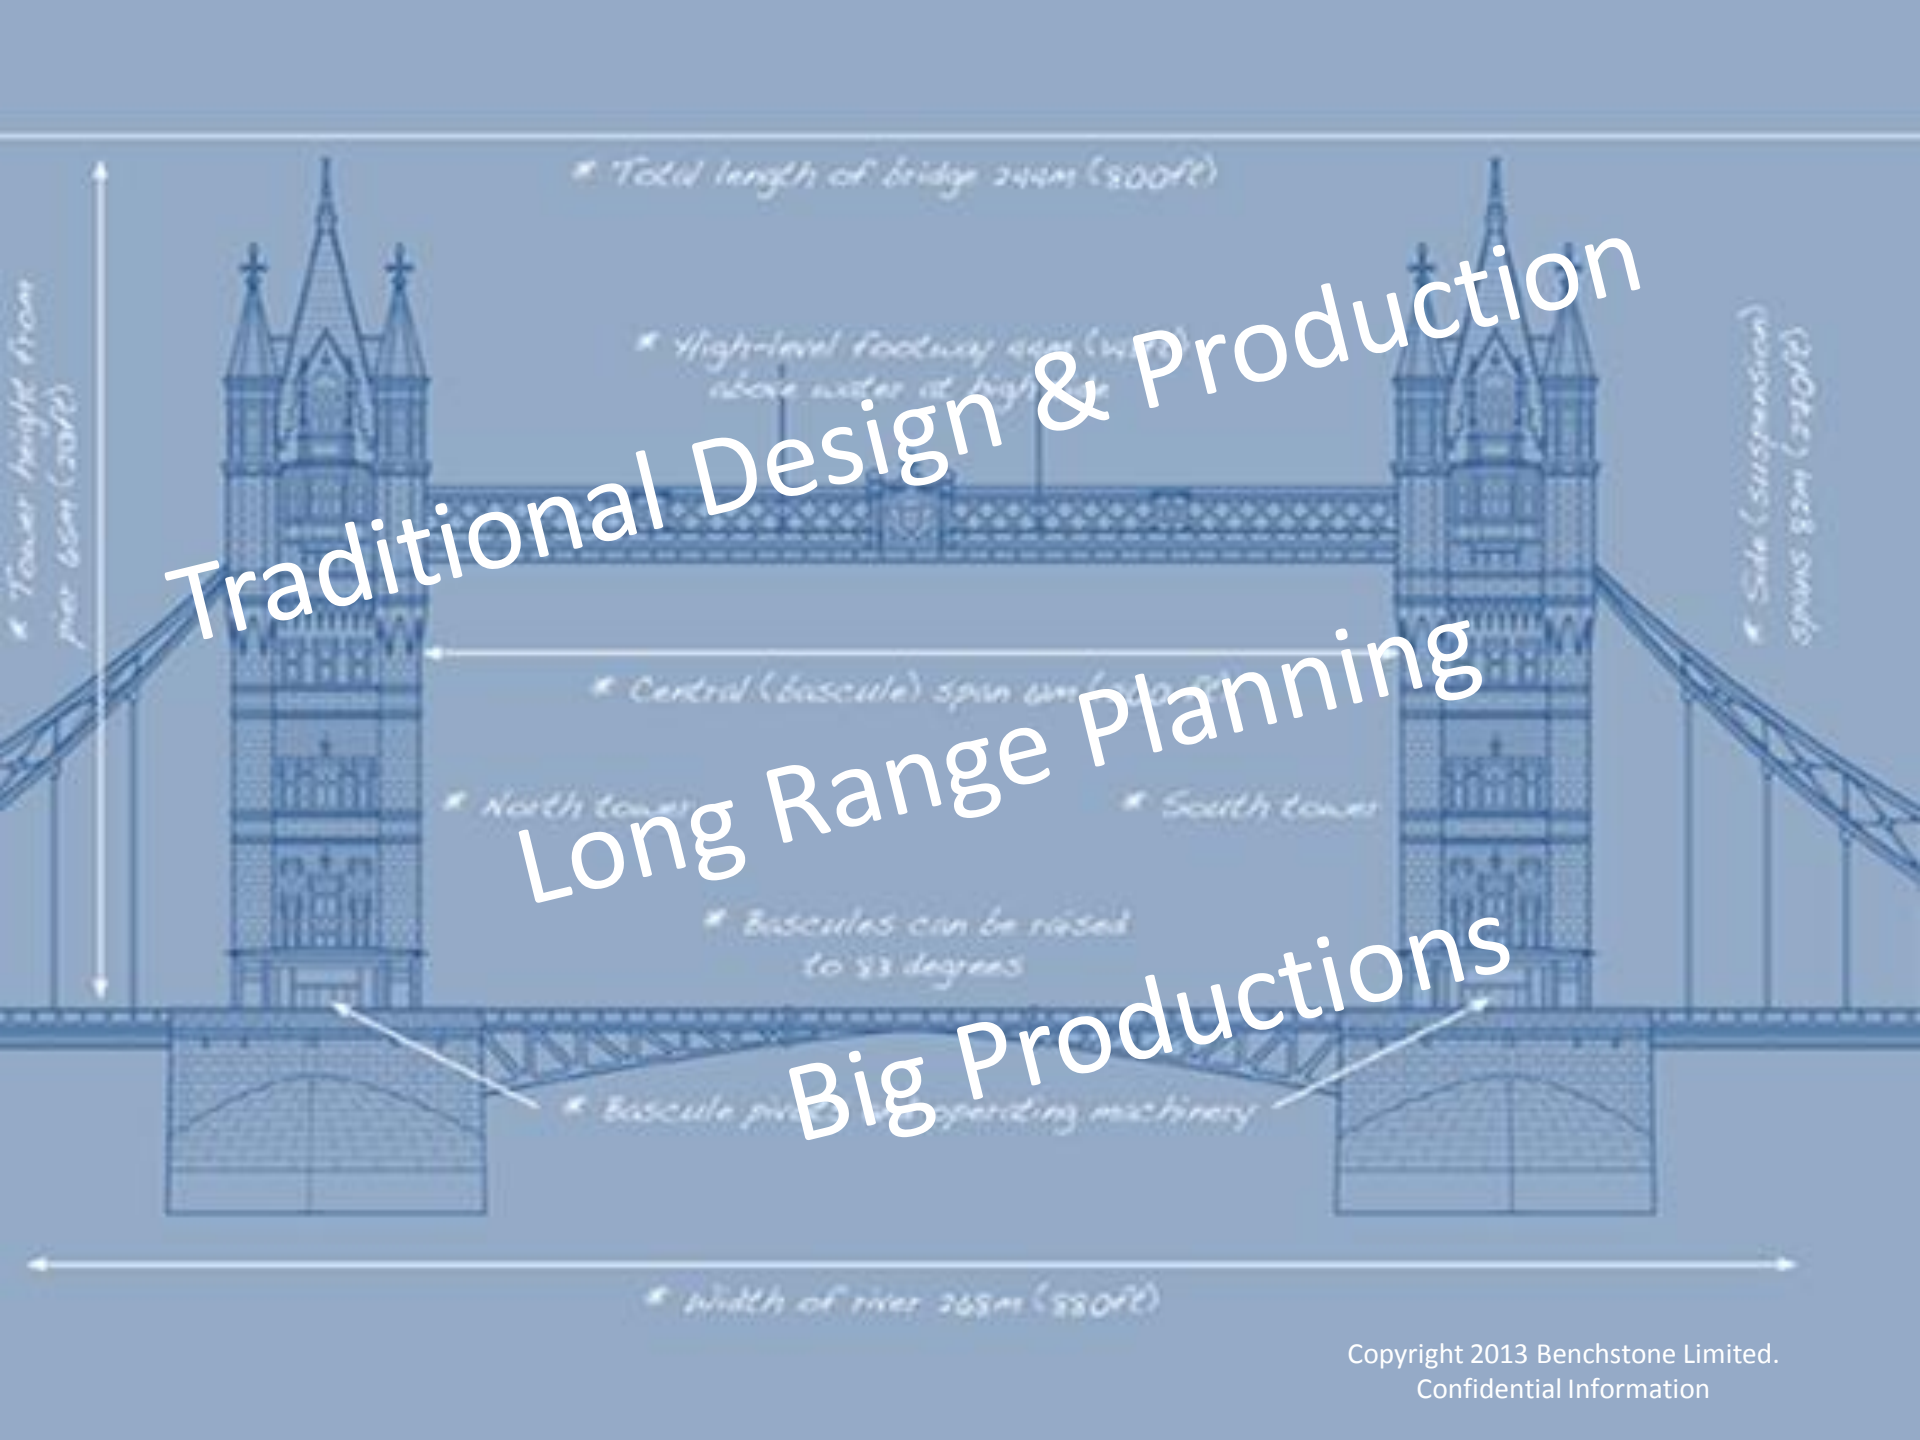 * Total length of bridge 244m (800ft)
* Tower height from
pier 65m (
* High-level footway
above water at high
* Side (suspension)
spans 82m (270ft)
Traditional Design & Production
* Central (bascule) span
Long Range Planning
* North tower
* South tower
* Bascules can be raised
to 83 degrees
Big Productions
* Bascule operating machinery
* Width of river 268m (880ft)
Copyright 2013 Benchstone Limited.
Confidential Information